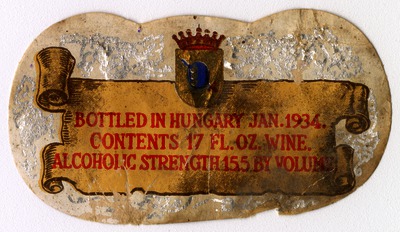 BOTTLED IN HUNGARY JAN. 1934.
CONTENTS 17 FL. OZ. WINE.
ALCOHOLIC STRENGTH 15.5 BY VOLUME